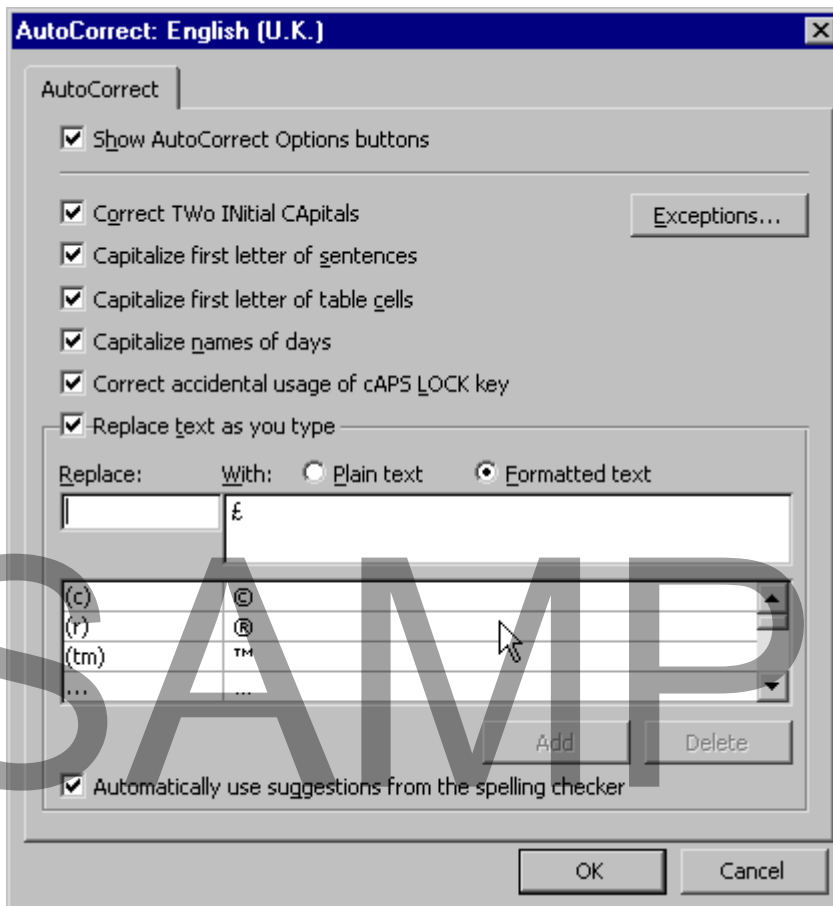 AutoCorrect: English (U.K.)
AutoCorrect
Show AutoCorrect Options buttons
Correct TWo INitial CApitals
Exceptions...
Capitalize first letter of sentences
Capitalize first letter of table cells
Capitalize names of days
Correct accidental usage of cAPS LOCK key
Replace text as you type
Replace: With: Plain text Formatted text
£
(c) ©
(r) ®
(tm) ™
... ...
Add Delete
Automatically use suggestions from the spelling checker
OK Cancel
SAMP